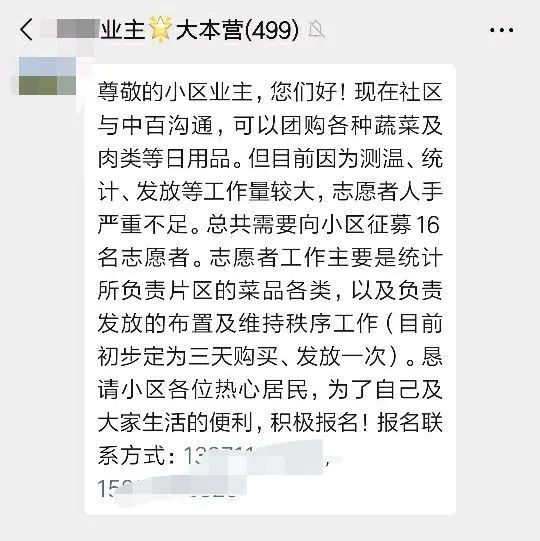 业主🌟大本营(499)
尊敬的小区业主，您们好！现在社区
与中百沟通，可以团购各种蔬菜及
肉类等日用品。但目前因为测温、统
计、发放等工作量较大，志愿者人手
严重不足。总共需要向小区征募16
名志愿者。志愿者工作主要是统计
所负责片区的菜品各类，以及负责
发放的布置及维持秩序工作（目前
初步定为三天购买、发放一次）。恳
请小区各位热心居民，为了自己及
大家生活的便利，积极报名！报名联
系方式：